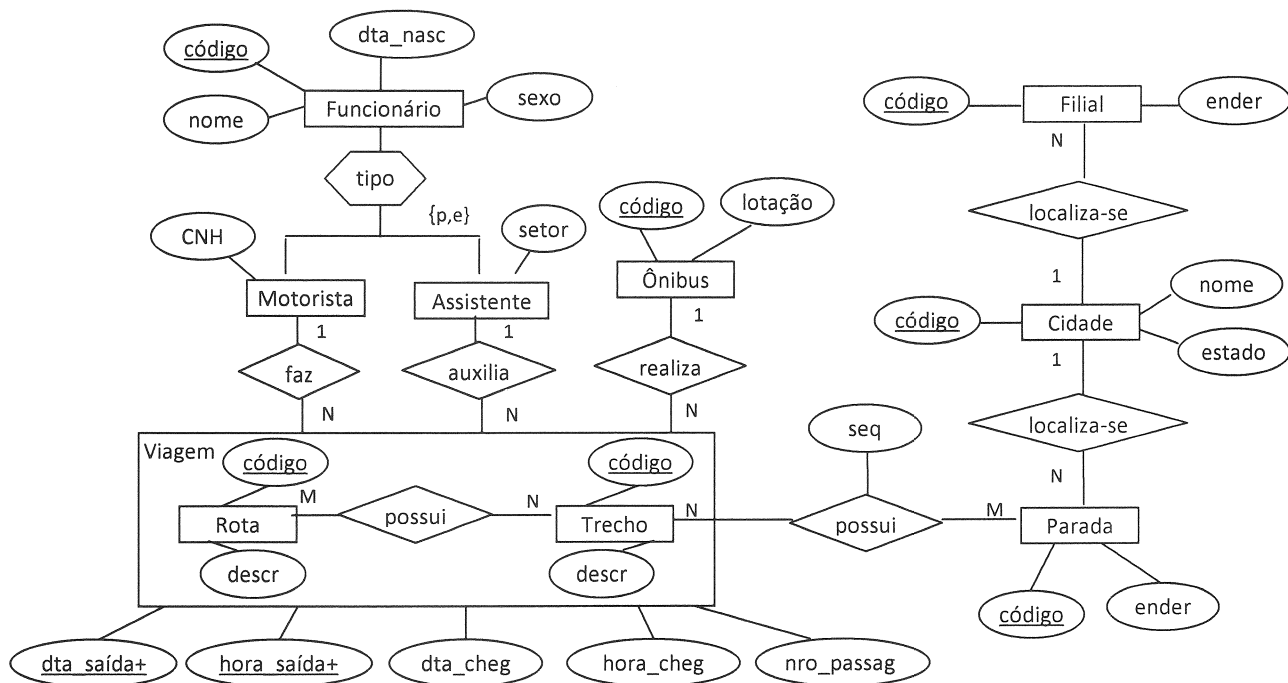 dta_nasc
código
Funcionário
sexo
nome
tipo
{p,e}
CNH
setor
Motorista
Assistente
1
1
faz
auxilia
N
N
código
lotação
Ônibus
1
realiza
N
código
Filial
ender
N
localiza-se
1
código
Cidade
nome
estado
1
localiza-se
N
Viagem
código
Rota
descr
M
possui
N
código
Trecho
descr
N
seq
possui
M
Parada
código
ender
dta_saída+
hora_saída+
dta_cheg
hora_cheg
nro_passag